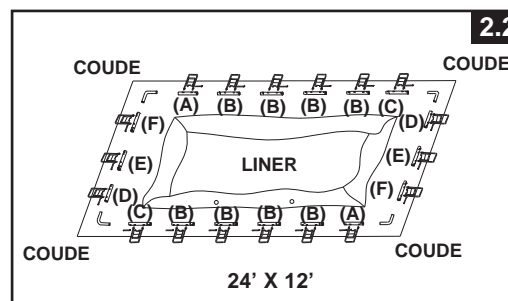 2.2
COUDE COUDE
(A) (B) (B) (B) (B) (C)
(F) (D)
(E) LINER (E)
(D) (F)
(C) (B) (B) (B) (B) (A)
COUDE COUDE
24' X 12'